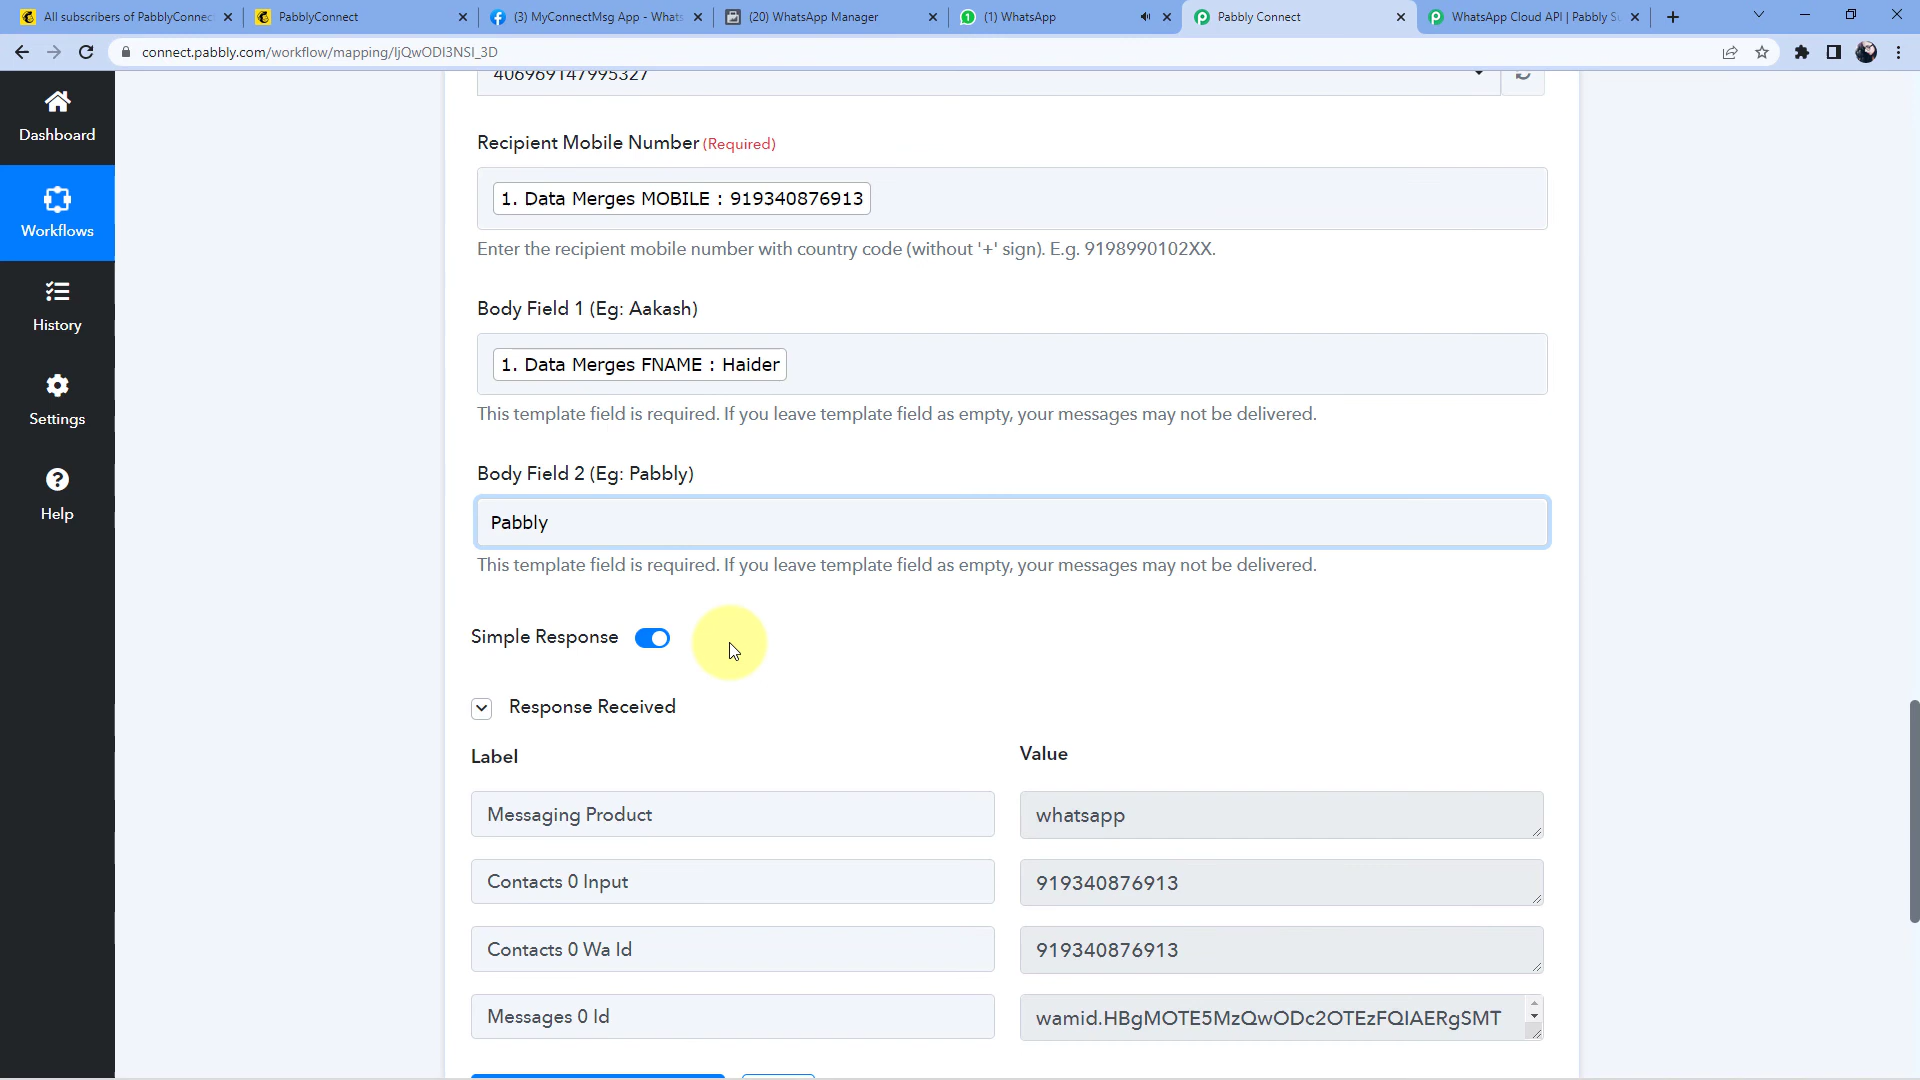 All subscribers of PabblyConnec
PabblyConnect
(3) MyConnectMsg App - Whats
(20) WhatsApp Manager
(1) WhatsApp
Pabbly Connect
WhatsApp Cloud API | Pabbly Su
connect.pabbly.com/workflow/mapping/IjQwODI3NSI_3D
Dashboard
Workflows
History
Settings
Help
406969147995327
Recipient Mobile Number (Required)
1. Data Merges MOBILE : 919340876913
Enter the recipient mobile number with country code (without '+' sign). E.g. 9198990102XX.
Body Field 1 (Eg: Aakash)
1. Data Merges FNAME : Haider
This template field is required. If you leave template field as empty, your messages may not be delivered.
Body Field 2 (Eg: Pabbly)
Pabbly
This template field is required. If you leave template field as empty, your messages may not be delivered.
Simple Response
Response Received
Label
Value
Messaging Product
whatsapp
Contacts 0 Input
919340876913
Contacts 0 Wa Id
919340876913
Messages 0 Id
wamid.HBgMOTE5MzQwODc2OTEzFQIAERgSMT